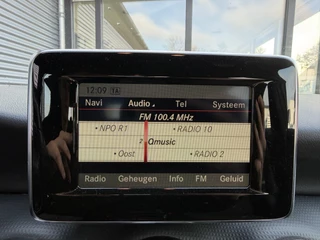 12:09
Navi Audio Tel Systeem
FM 100.4 MHz
• NPO R1 • RADIO 10
Qmusic
• Oost • RADIO 2
Radio Geheugen Info FM Geluid